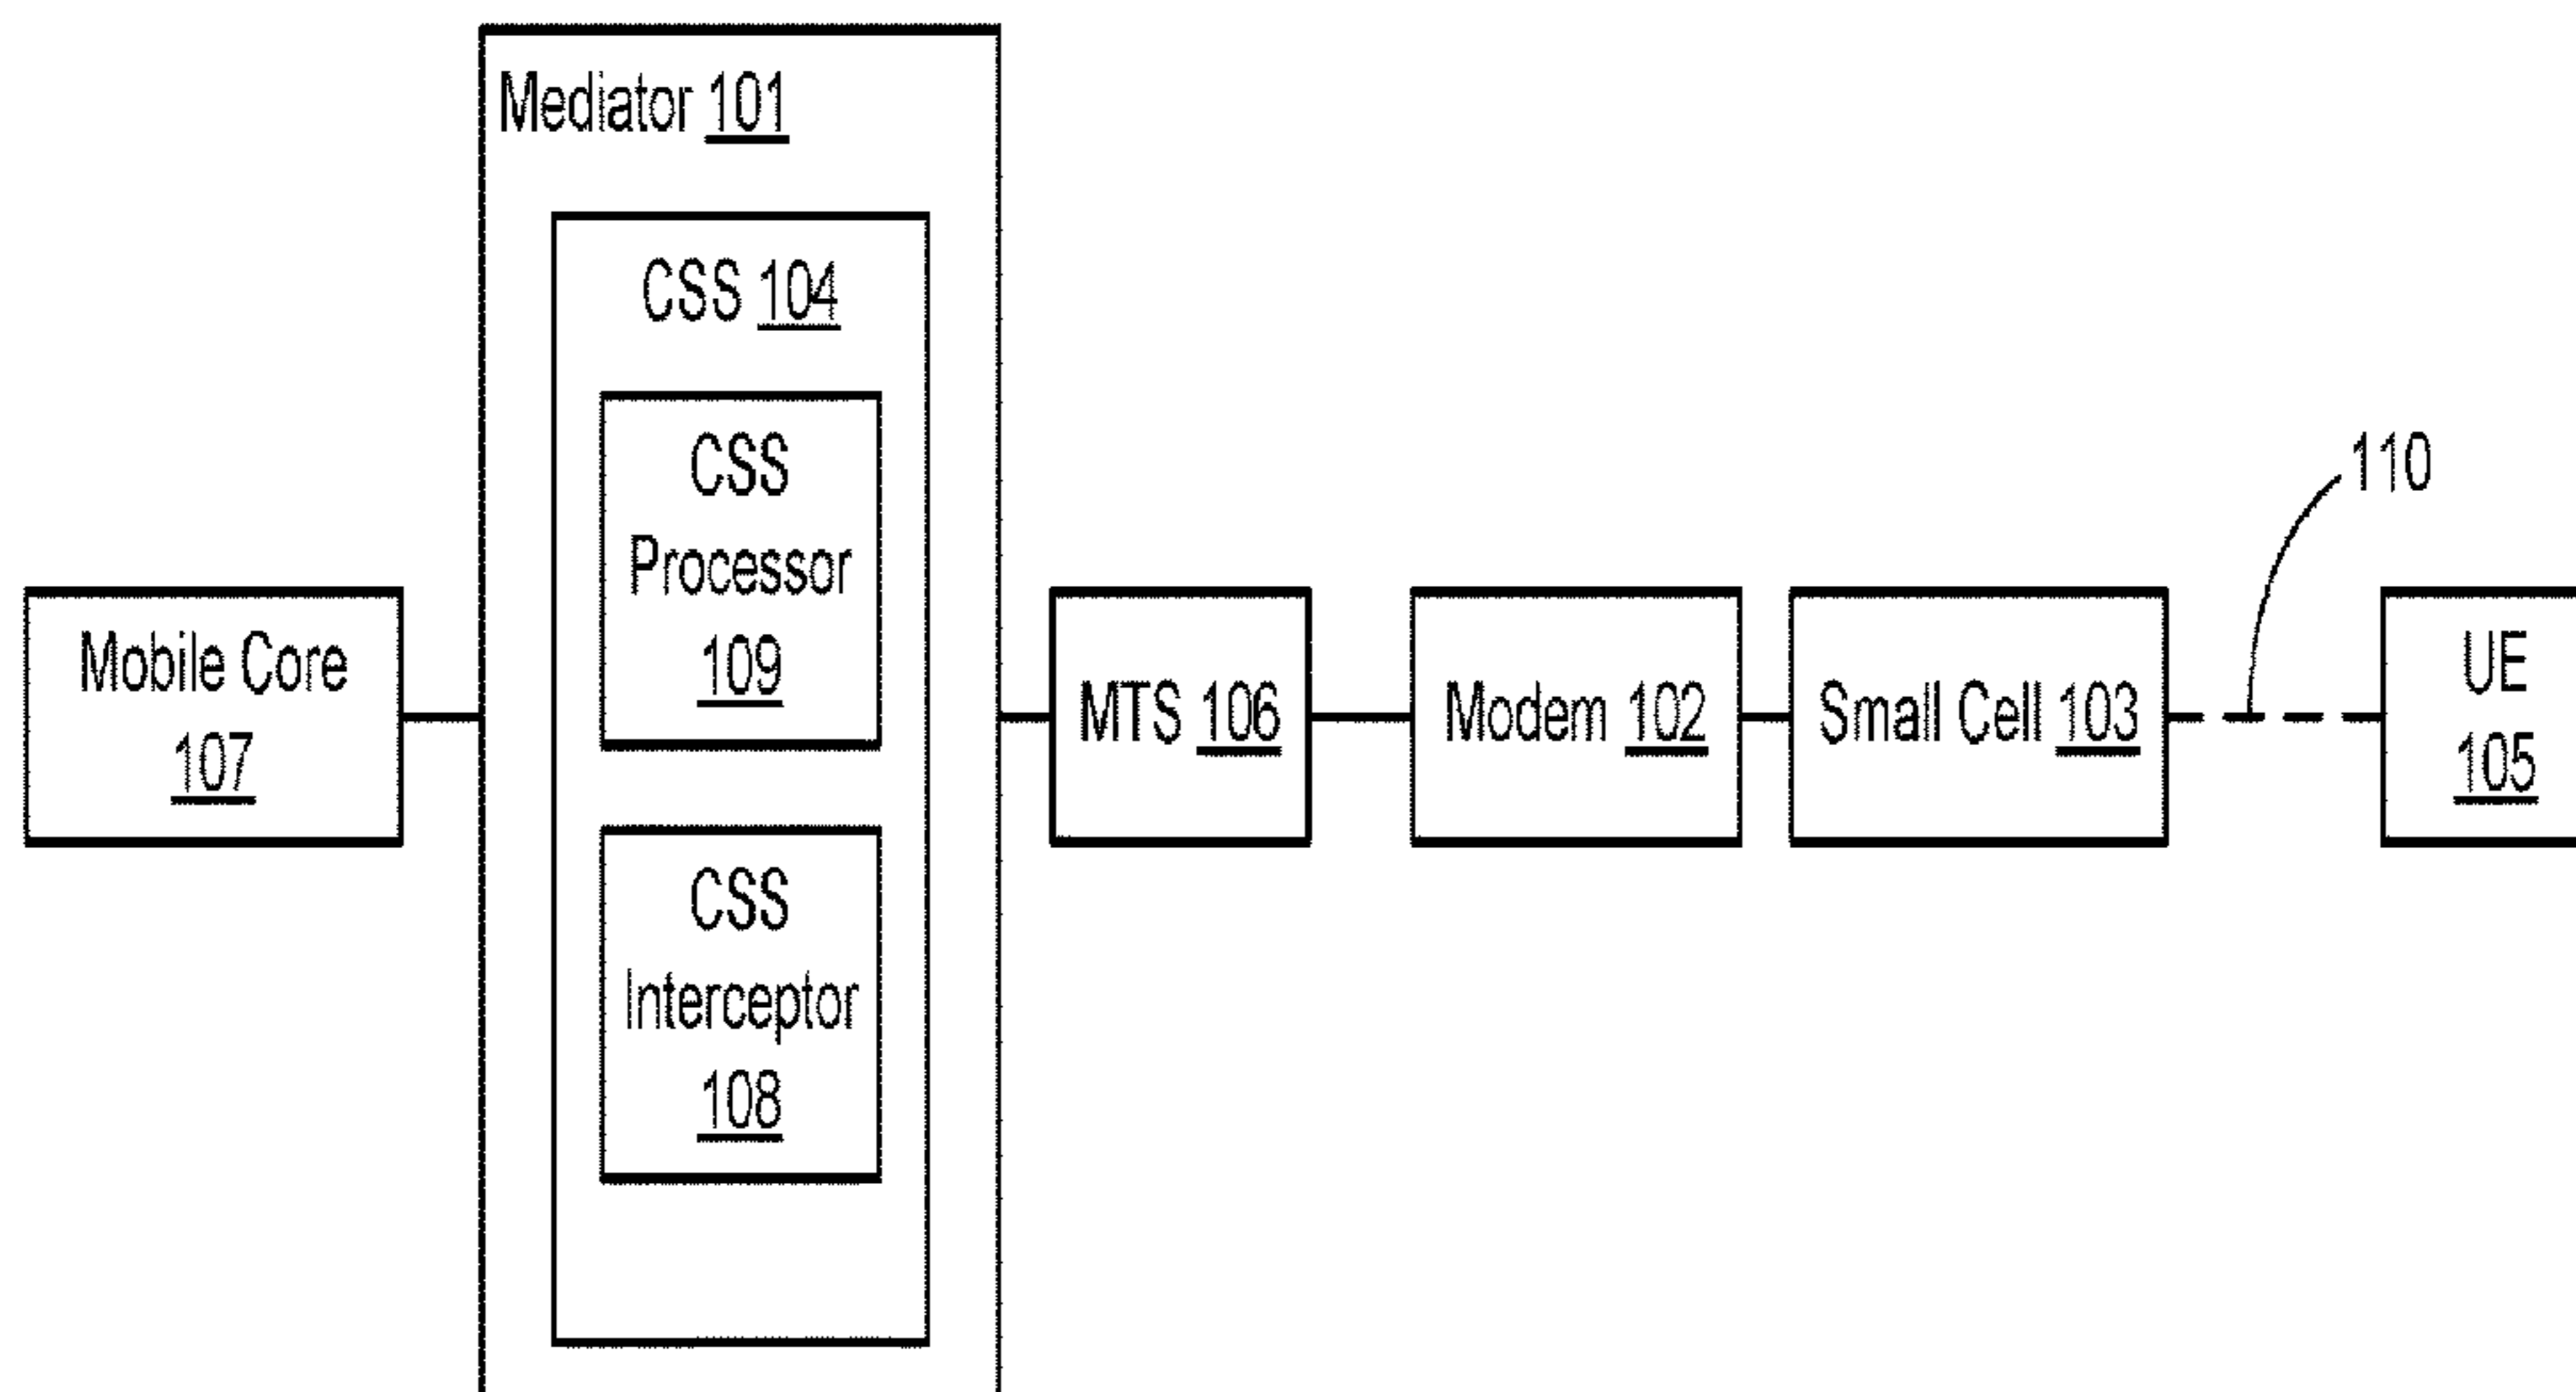 Mediator 101
CSS 104
CSS
Processor
109
CSS
Interceptor
108
Mobile Core
107
MTS 106
Modem 102
Small Cell 103
110
UE
105